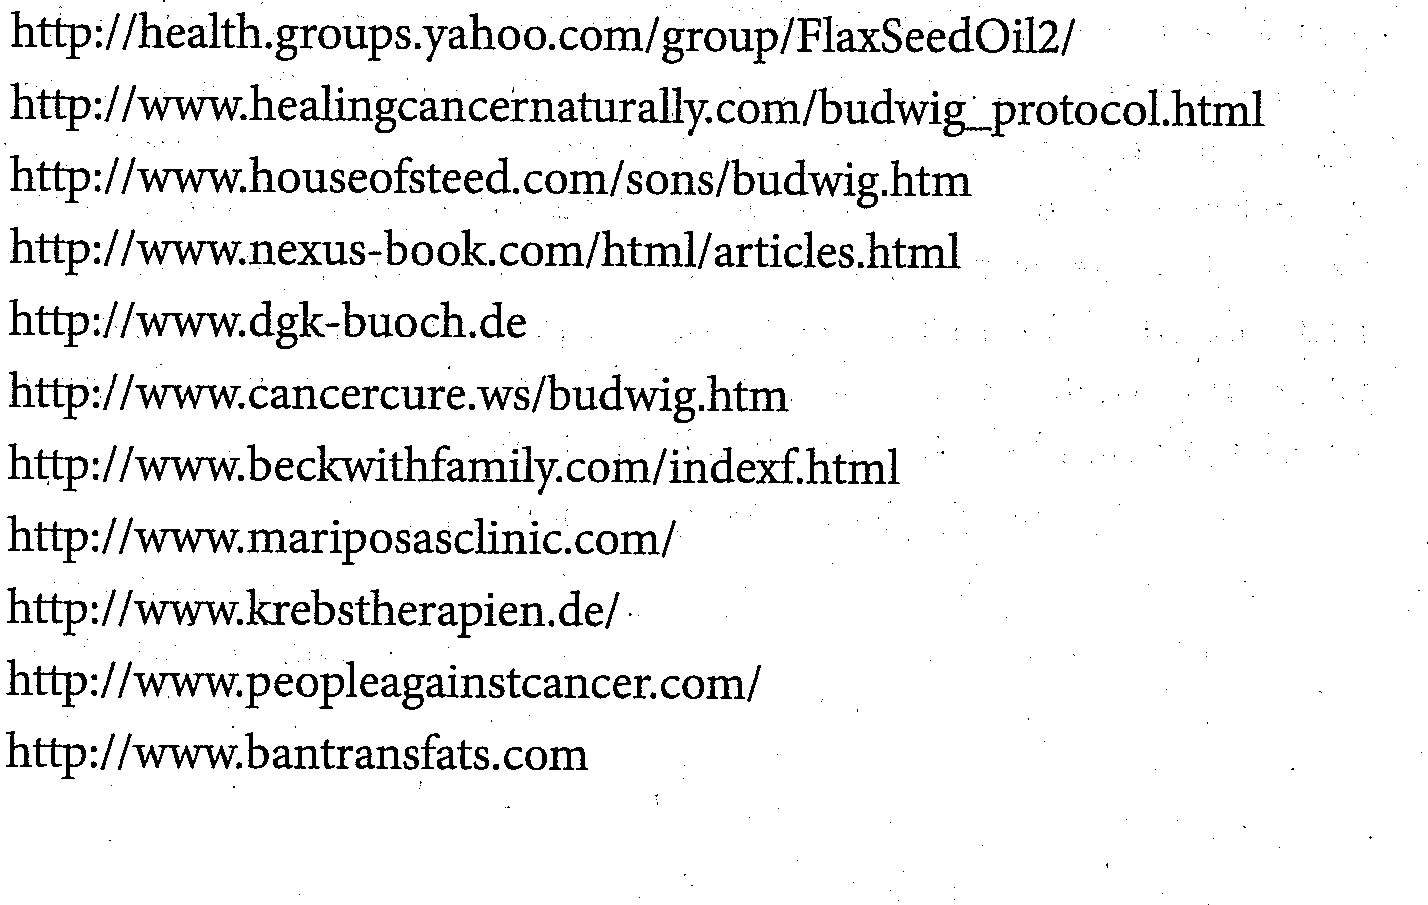 http://health.groups.yahoo.com/group/FlaxSeedOil2/
http://www.healingcancernaturally.com/budwig_protocol.html
http://www.houseofsteed.com/sons/budwig.htm
http://www.nexus-book.com/html/articles.html
http://www.dgk-buoch.de
http://www.cancercure.ws/budwig.htm
http://www.beckwithfamily.com/indexf.html
http://www.mariposasclinic.com/
http://www.krebstherapien.de/
http://www.peopleagainstcancer.com/
http://www.bantransfats.com